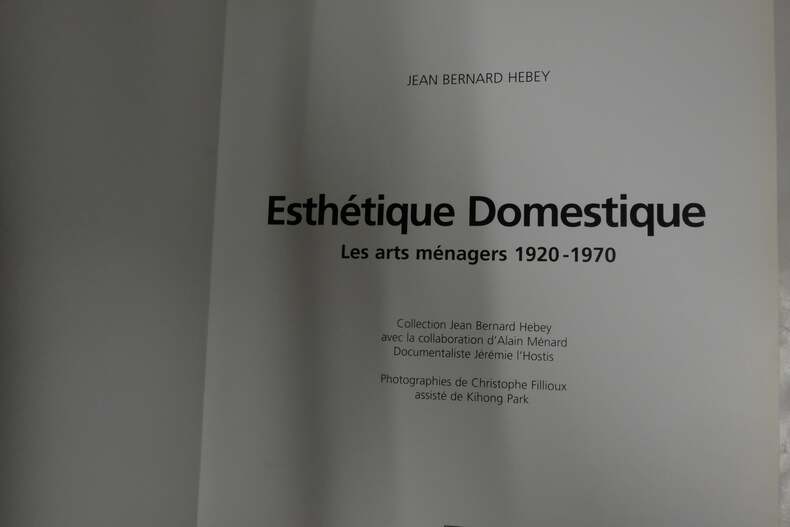 JEAN BERNARD HEBEY
Esthétique Domestique
Les arts ménagers 1920-1970
Collection Jean Bernard Hebey
avec la collaboration d'Alain Ménard
Documentaliste Jérémie l'Hostis
Photographies de Christophe Fillioux
assisté de Kihong Park